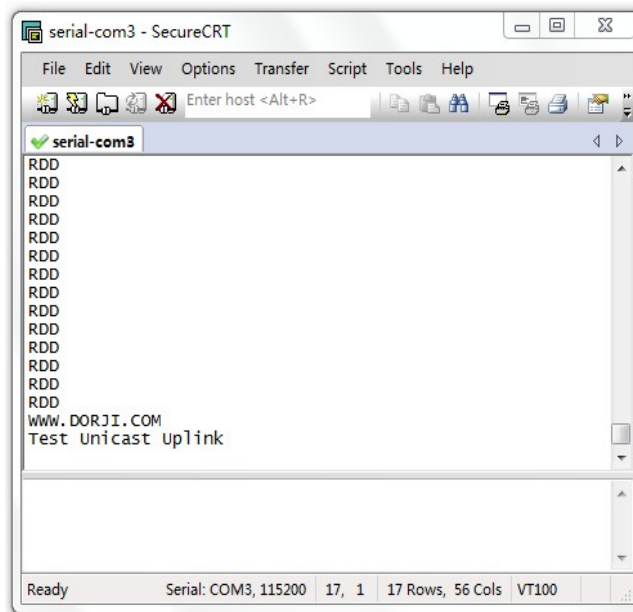 serial-com3 - SecureCRT
File Edit View Options Transfer Script Tools Help
Enter host <Alt+R>
serial-com3
RDD
RDD
RDD
RDD
RDD
RDD
RDD
RDD
RDD
RDD
RDD
RDD
RDD
RDD
WWW.DORJI.COM
Test Unicast Uplink
Ready Serial: COM3, 115200 17, 1 17 Rows, 56 Cols VT100